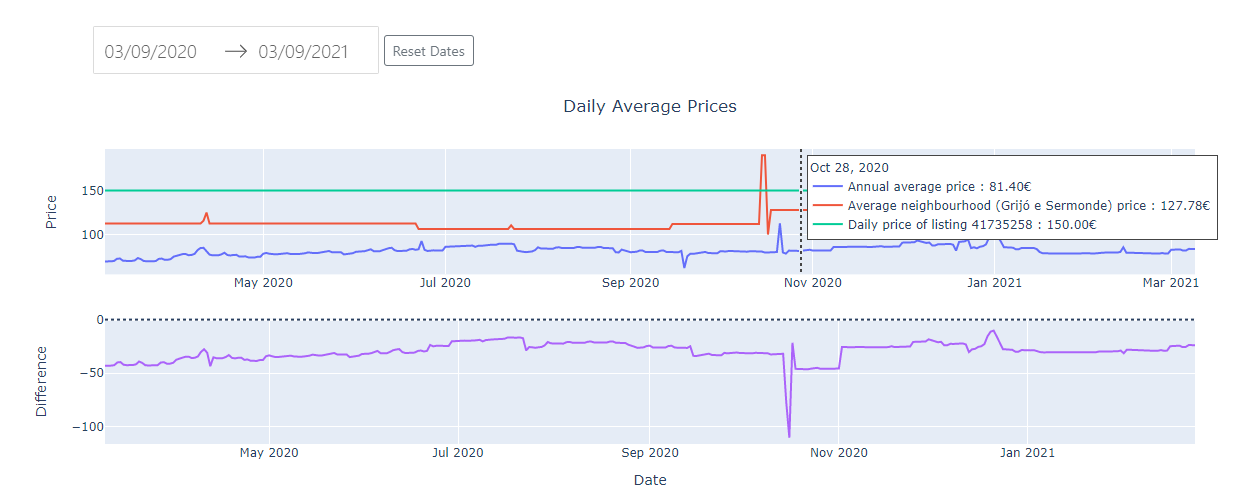 03/09/2020 → 03/09/2021 Reset Dates
Daily Average Prices
Price
150
100
Oct 28, 2020
Annual average price : 81.40€
Average neighbourhood (Grijó e Sermonde) price : 127.78€
Daily price of listing 41735258 : 150.00€
May 2020 Jul 2020 Sep 2020 Nov 2020 Jan 2021 Mar 2021
Difference
0
−50
−100
May 2020 Jul 2020 Sep 2020 Nov 2020 Jan 2021
Date